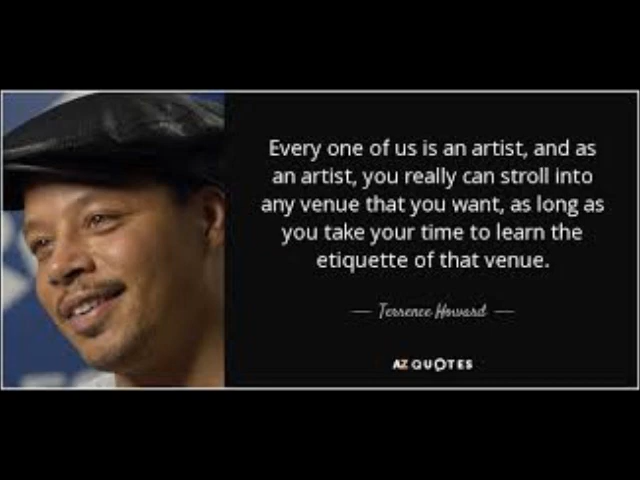 Every one of us is an artist, and as
an artist, you really can stroll into
any venue that you want, as long as
you take your time to learn the
etiquette of that venue.
— Terrence Howard —
AZ QUOTES